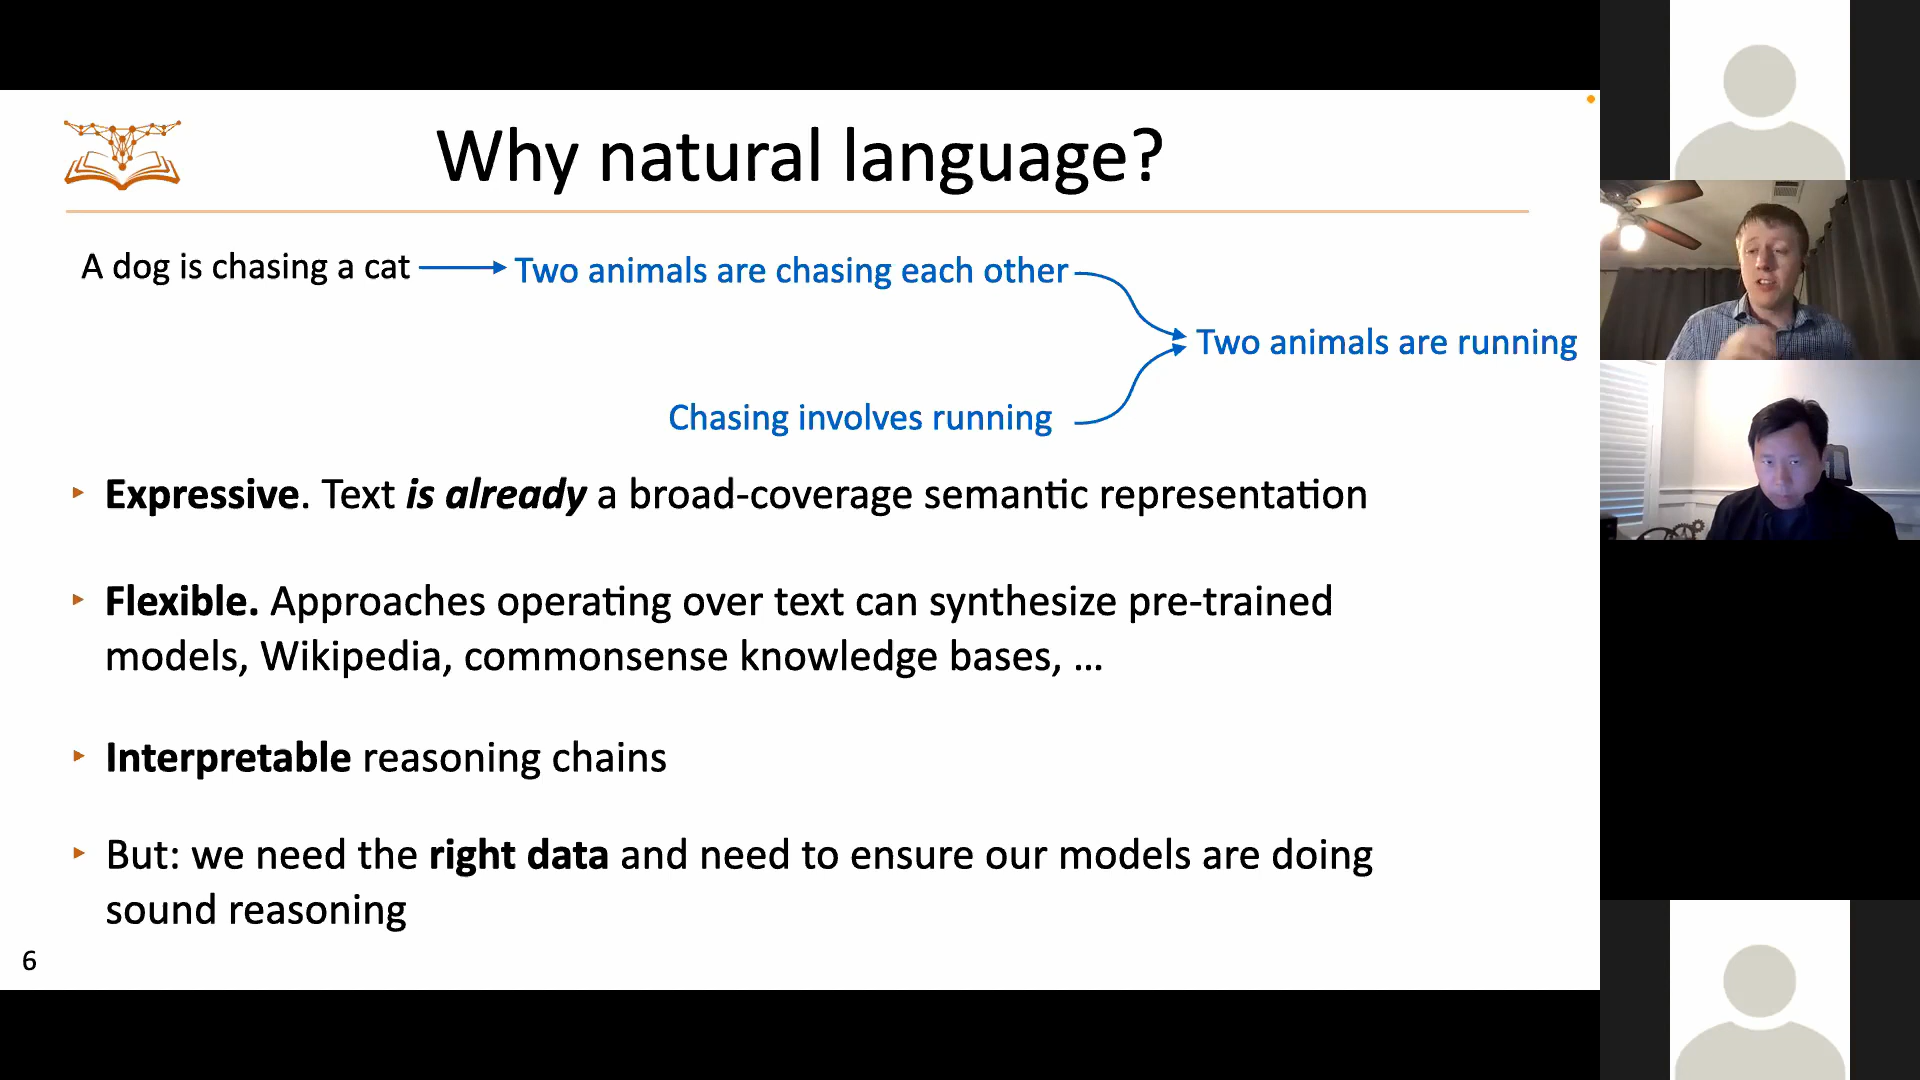 Why natural language?
A dog is chasing a cat
Two animals are chasing each other
Two animals are running
Chasing involves running
‣ Expressive. Text is already a broad-coverage semantic representation
‣ Flexible. Approaches operating over text can synthesize pre-trained
models, Wikipedia, commonsense knowledge bases, ...
‣ Interpretable reasoning chains
‣ But: we need the right data and need to ensure our models are doing
sound reasoning
6